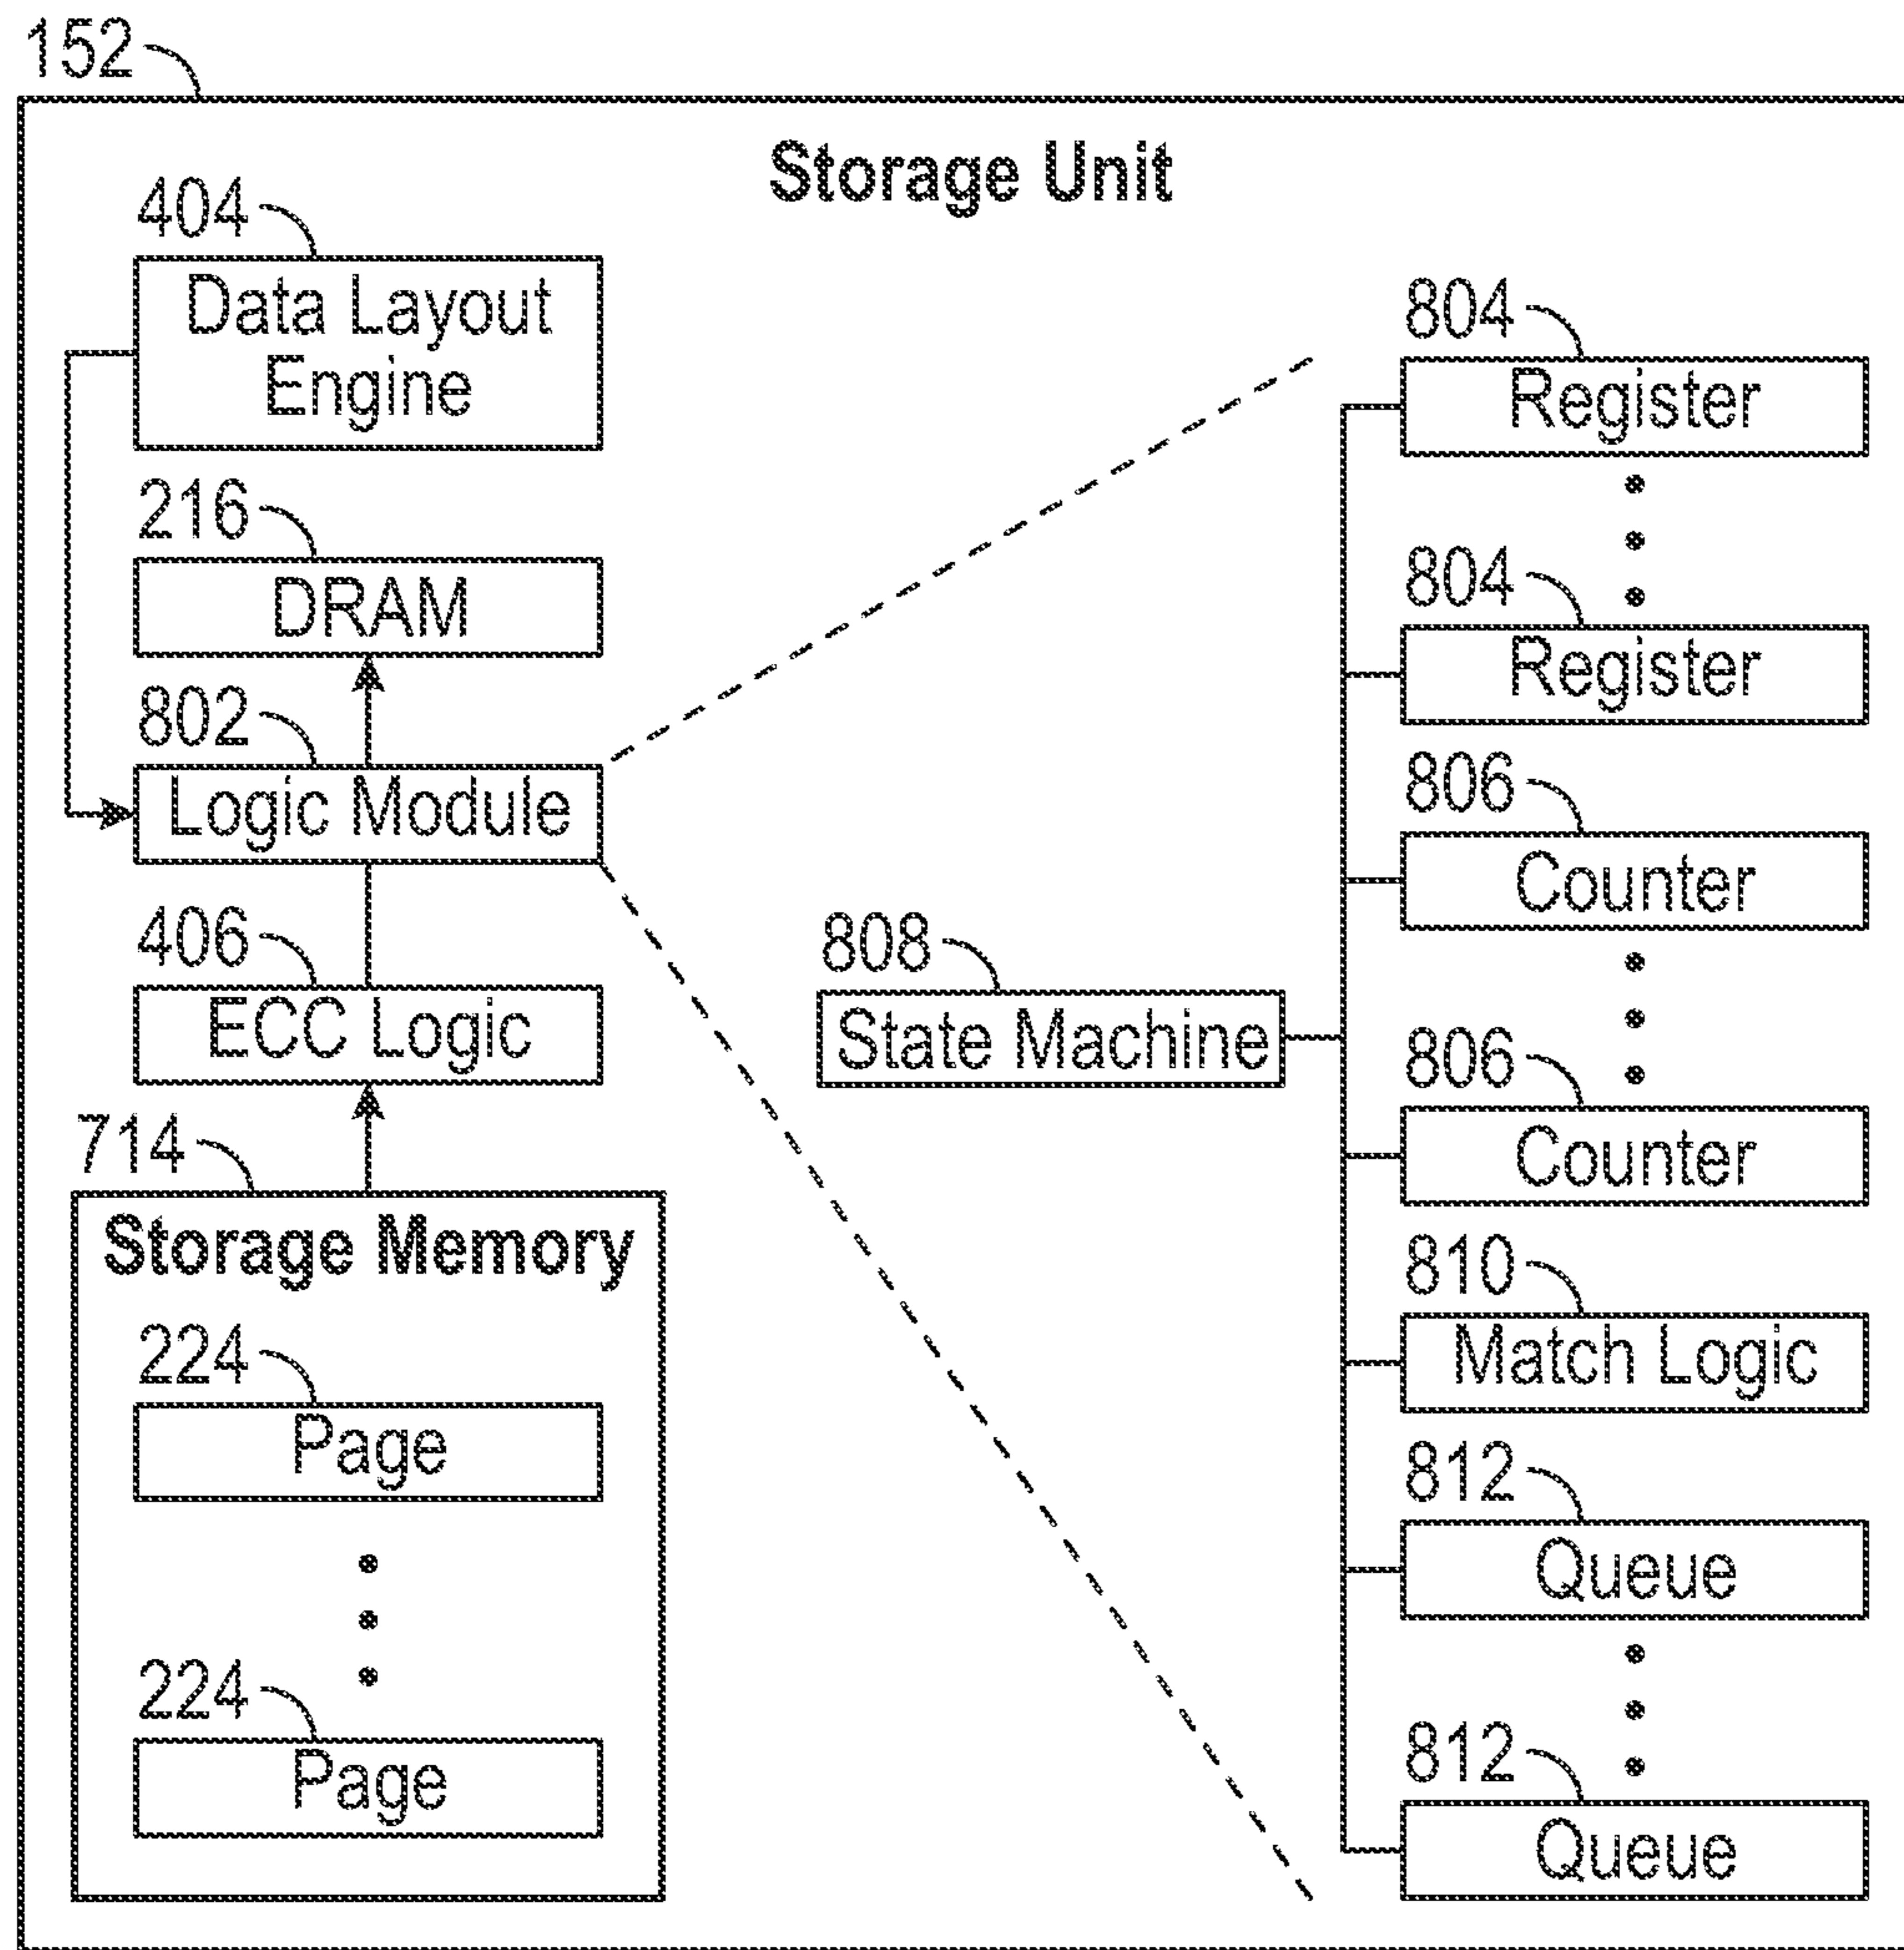 152
Storage Unit
404
Data Layout
Engine
216
DRAM
802
Logic Module
406
ECC Logic
714
Storage Memory
224
Page
224
Page
808
State Machine
804
Register
804
Register
806
Counter
806
Counter
810
Match Logic
812
Queue
812
Queue